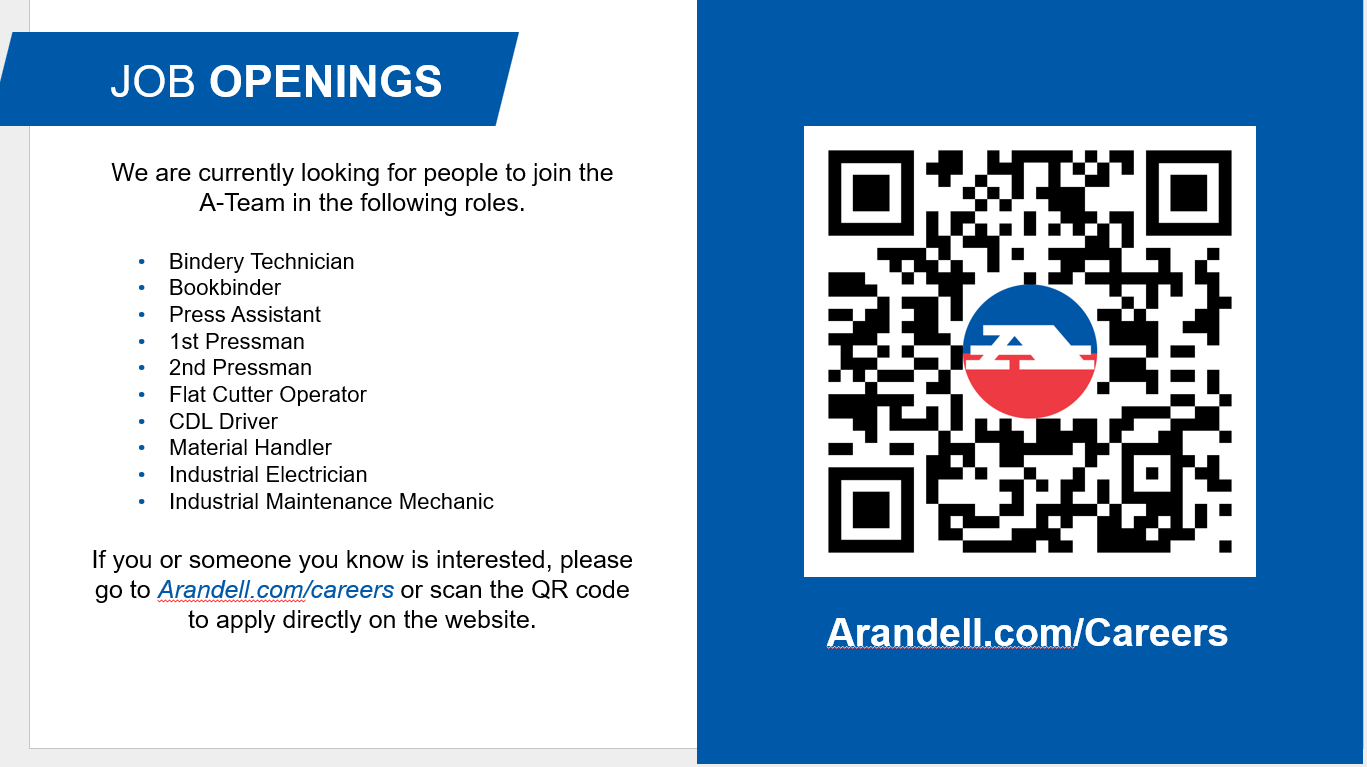 JOB OPENINGS
We are currently looking for people to join the
A-Team in the following roles.
• Bindery Technician
• Bookbinder
• Press Assistant
• 1st Pressman
• 2nd Pressman
• Flat Cutter Operator
• CDL Driver
• Material Handler
• Industrial Electrician
• Industrial Maintenance Mechanic
If you or someone you know is interested, please
go to Arandell.com/careers or scan the QR code
to apply directly on the website.
Arandell.com/Careers